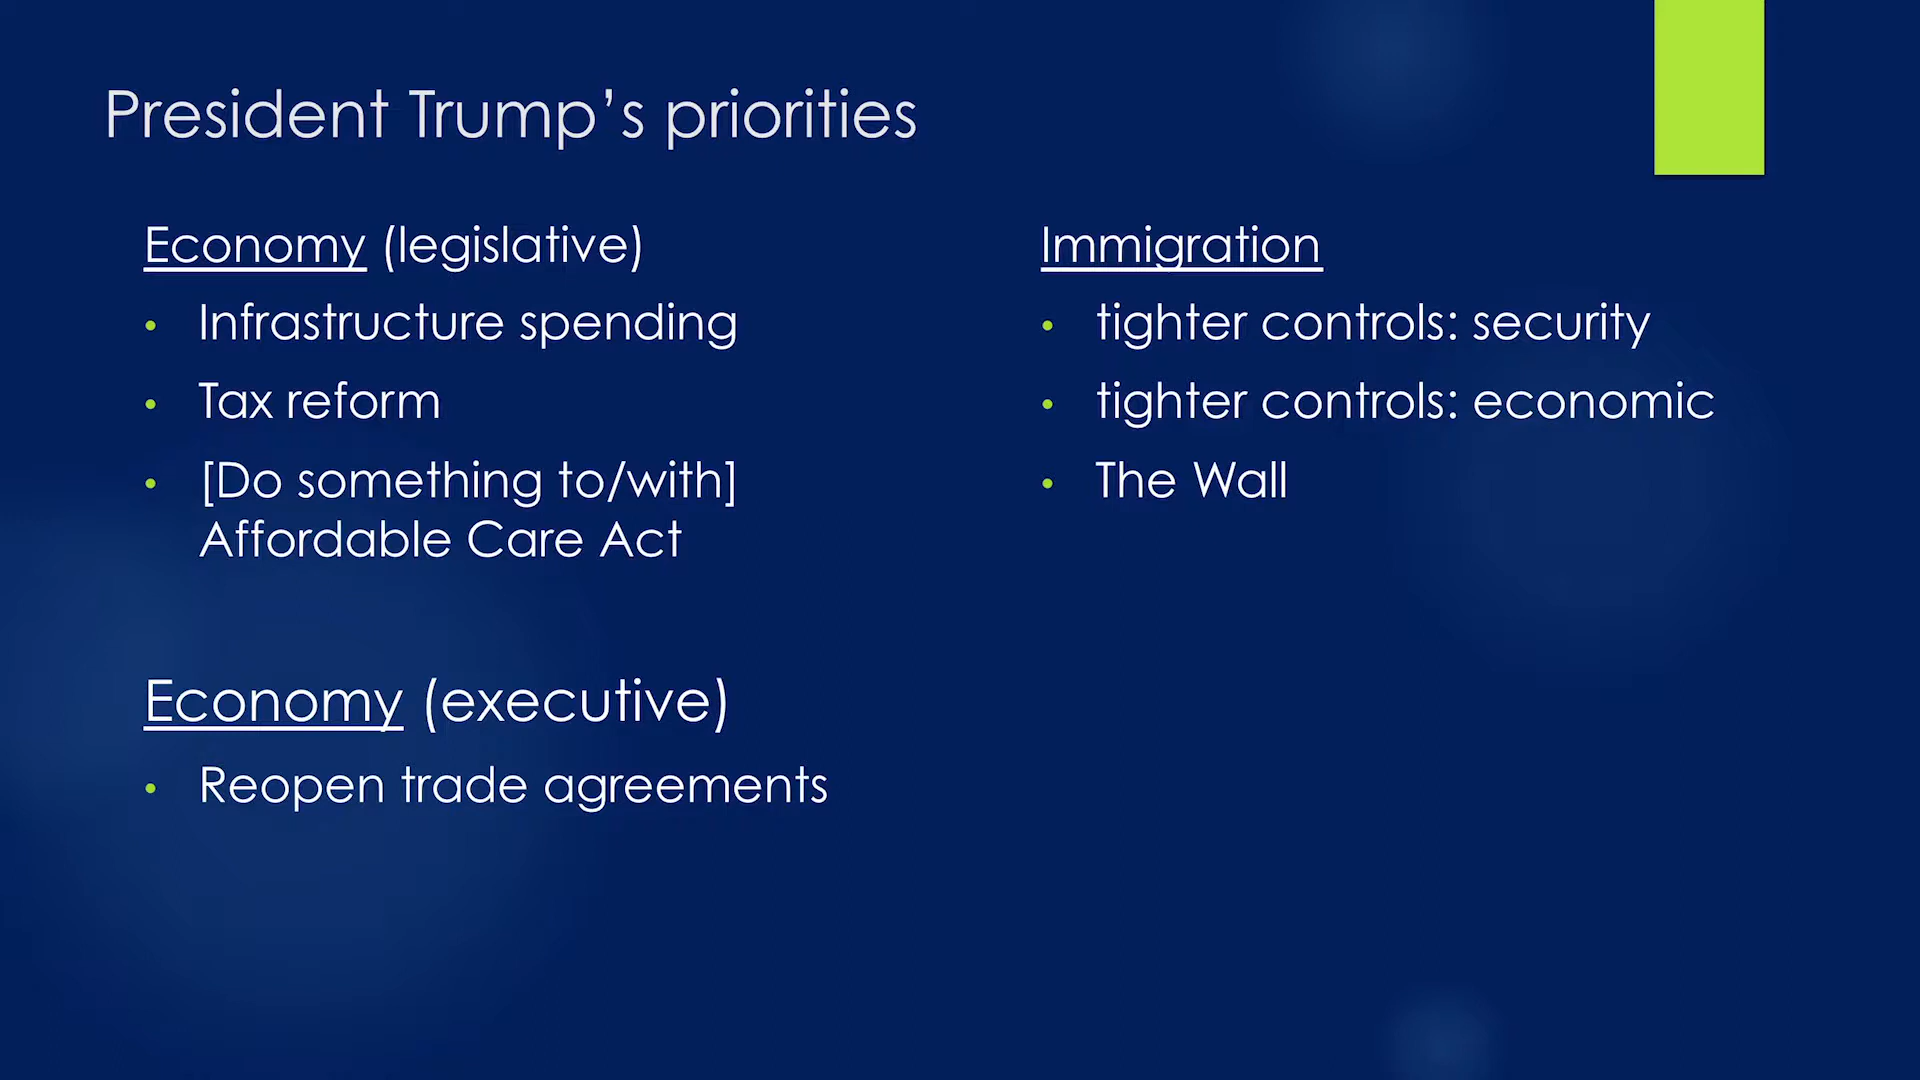 President Trump’s priorities
Economy (legislative)
• Infrastructure spending
• Tax reform
• [Do something to/with]
Affordable Care Act
Economy (executive)
• Reopen trade agreements
Immigration
• tighter controls: security
• tighter controls: economic
• The Wall